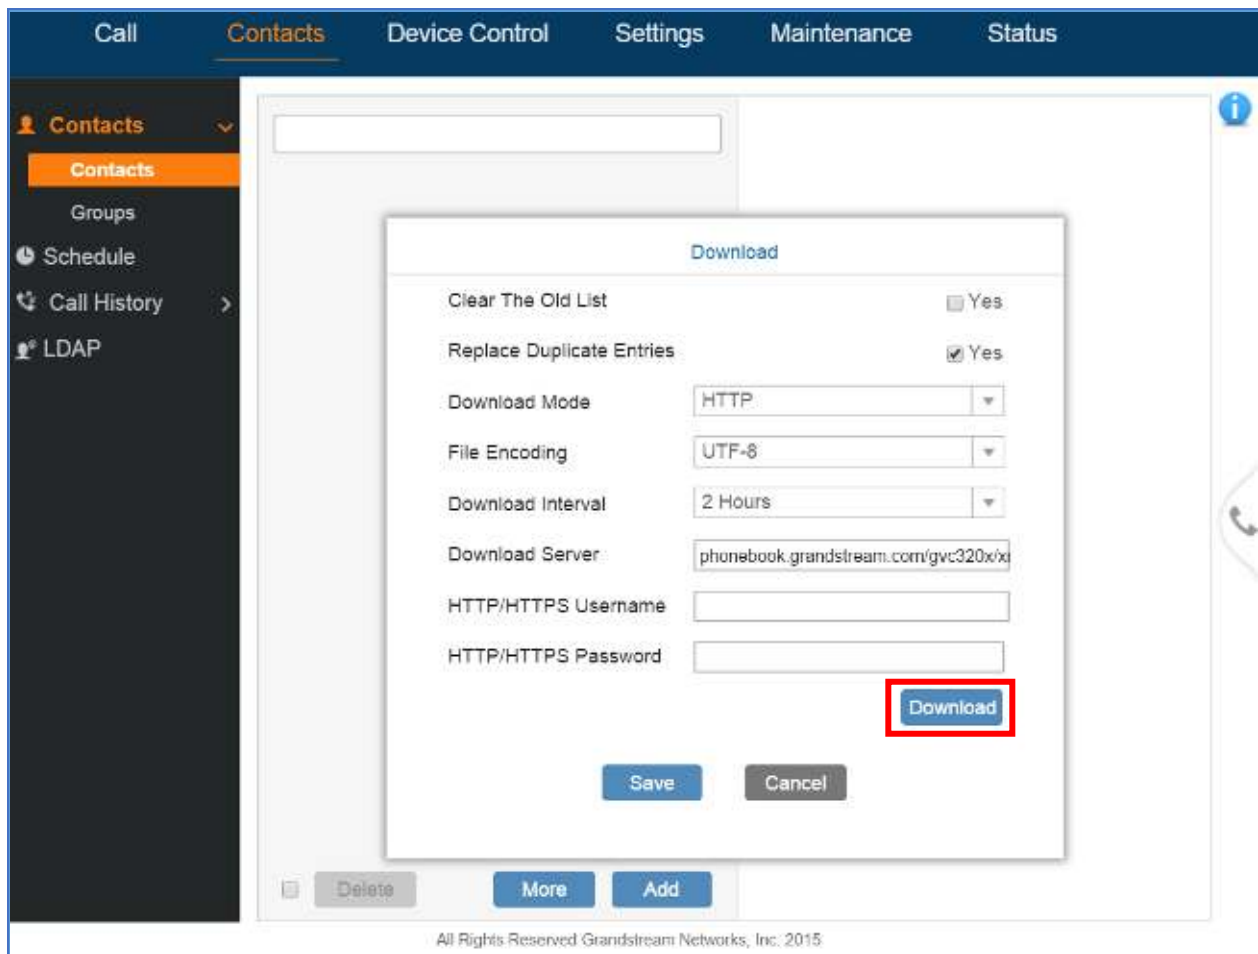 Call Contacts Device Control Settings Maintenance Status
Contacts
Contacts
Groups
Schedule
Call History
LDAP
Download
Clear The Old List Yes
Replace Duplicate Entries Yes
Download Mode HTTP
File Encoding UTF-8
Download Interval 2 Hours
Download Server phonebook.grandstream.com/gvc320x/xi
HTTP/HTTPS Username
HTTP/HTTPS Password
Download
Save Cancel
Delete More Add
All Rights Reserved Grandstream Networks, Inc. 2015